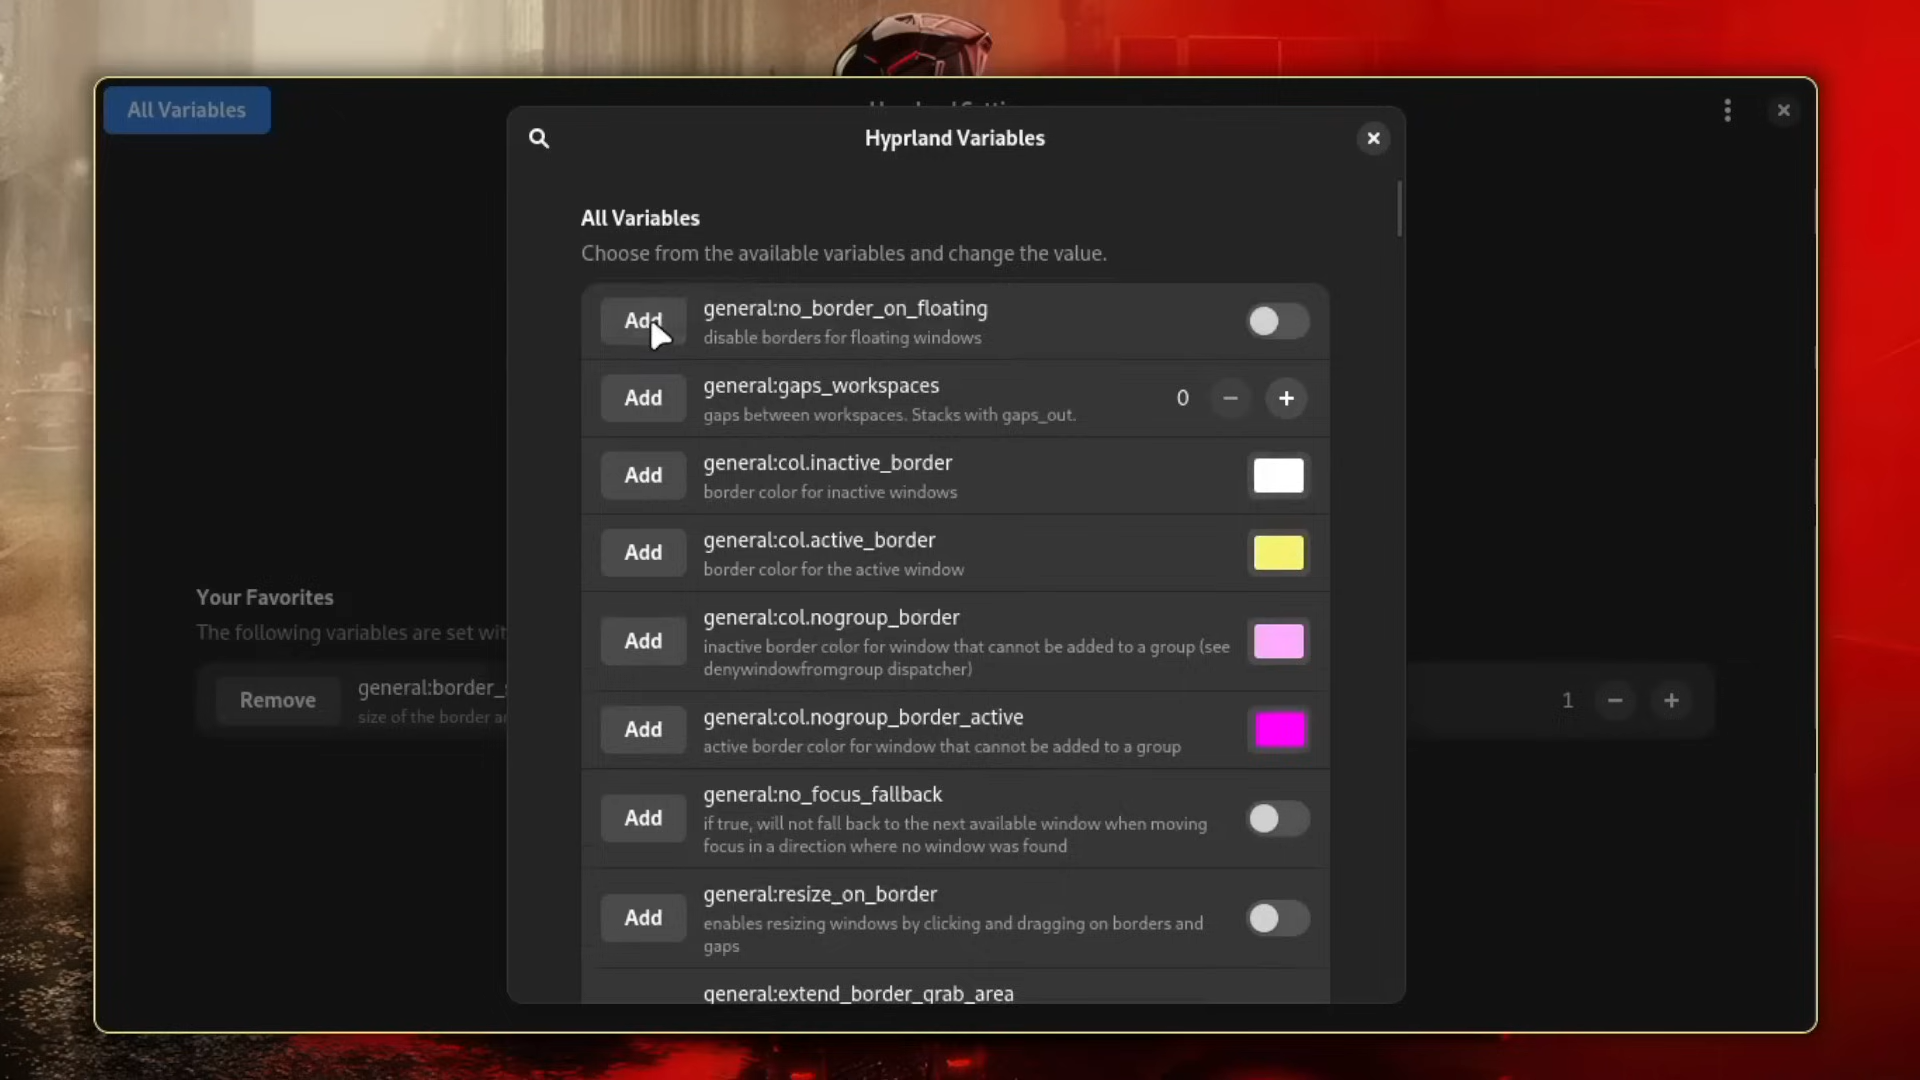 All Variables
Hyprland Variables
All Variables
Choose from the available variables and change the value.
Add
general:no_border_on_floating
disable borders for floating windows
Add
general:gaps_workspaces
gaps between workspaces. Stacks with gaps_out.
0
Add
general:col.inactive_border
border color for inactive windows
Add
general:col.active_border
border color for the active window
Add
general:col.nogroup_border
inactive border color for window that cannot be added to a group (see
denywindowfromgroup dispatcher)
Add
general:col.nogroup_border_active
active border color for window that cannot be added to a group
Add
general:no_focus_fallback
if true, will not fall back to the next available window when moving
focus in a direction where no window was found
Add
general:resize_on_border
enables resizing windows by clicking and dragging on borders and
gaps
general:extend_border_grab_area
Your Favorites
The following variables are set
Remove
general:border_
size of the border
1